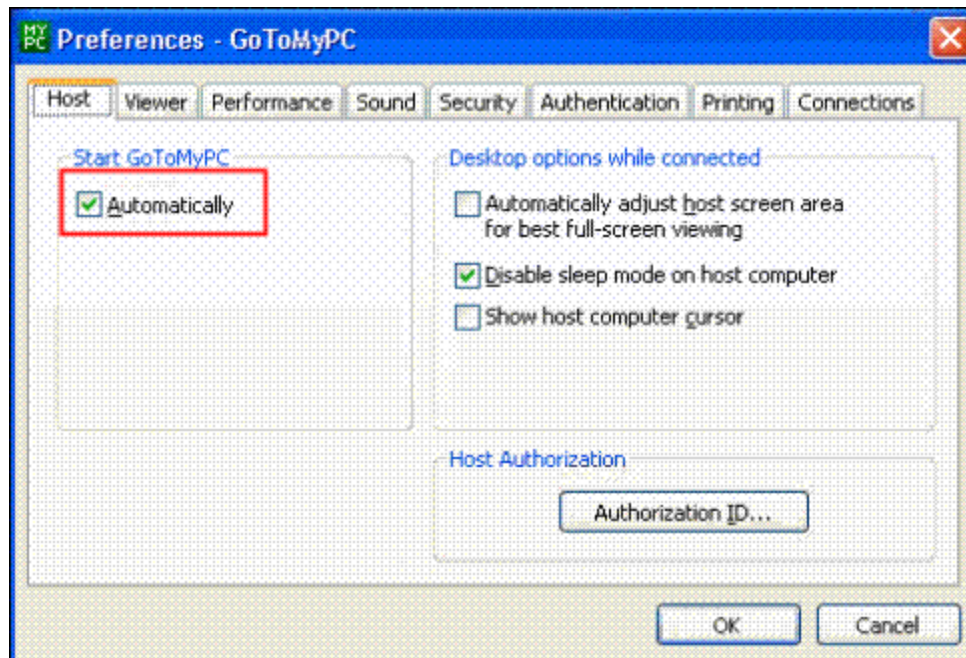 MY PC Preferences - GoToMyPC
Host Viewer Performance Sound Security Authentication Printing Connections
Start GoToMyPC
Automatically
Desktop options while connected
Automatically adjust host screen area
for best full-screen viewing
Disable sleep mode on host computer
Show host computer cursor
Host Authorization
Authorization ID...
OK Cancel